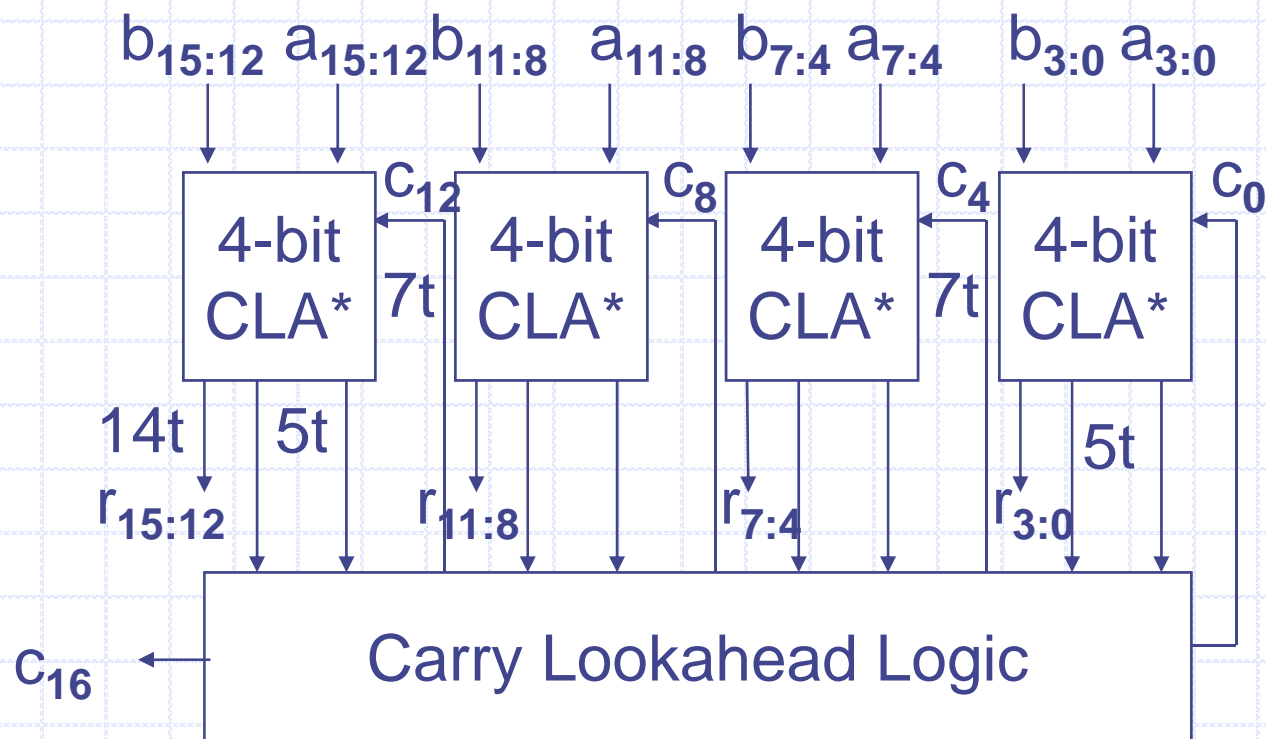 b15:12 a15:12 b11:8 a11:8 b7:4 a7:4 b3:0 a3:0
c12 c8 c4 c0
4-bit 4-bit 4-bit 4-bit
CLA* 7t CLA* CLA* 7t CLA*
14t 5t 5t
r15:12 r11:8 r7:4 r3:0
Carry Lookahead Logic
c16